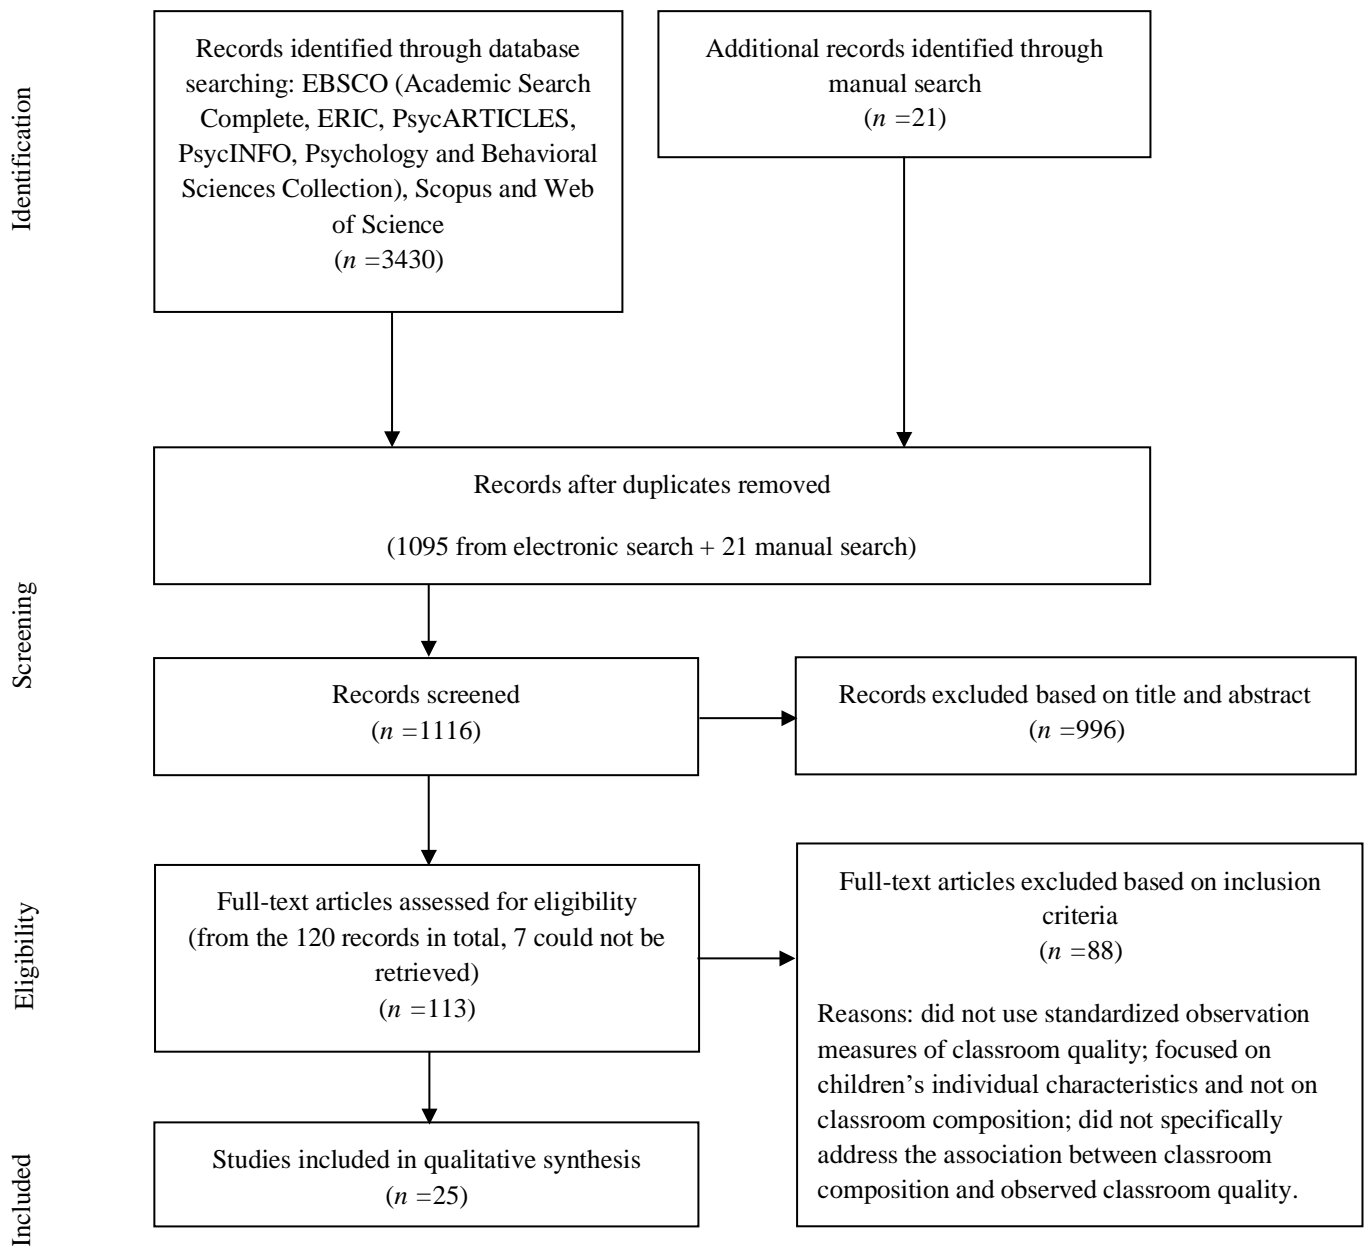 Identification
Records identified through database
searching: EBSCO (Academic Search
Complete, ERIC, PsycARTICLES,
PsycINFO, Psychology and Behavioral
Sciences Collection), Scopus and Web
of Science
(n =3430)
Additional records identified through
manual search
(n =21)
Records after duplicates removed
(1095 from electronic search + 21 manual search)
Screening
Records screened
(n =1116)
Records excluded based on title and abstract
(n =996)
Eligibility
Full-text articles assessed for eligibility
(from the 120 records in total, 7 could not be
retrieved)
(n =113)
Full-text articles excluded based on inclusion
criteria
(n =88)
Reasons: did not use standardized observation
measures of classroom quality; focused on
children’s individual characteristics and not on
classroom composition; did not specifically
address the association between classroom
composition and observed classroom quality.
Included
Studies included in qualitative synthesis
(n =25)